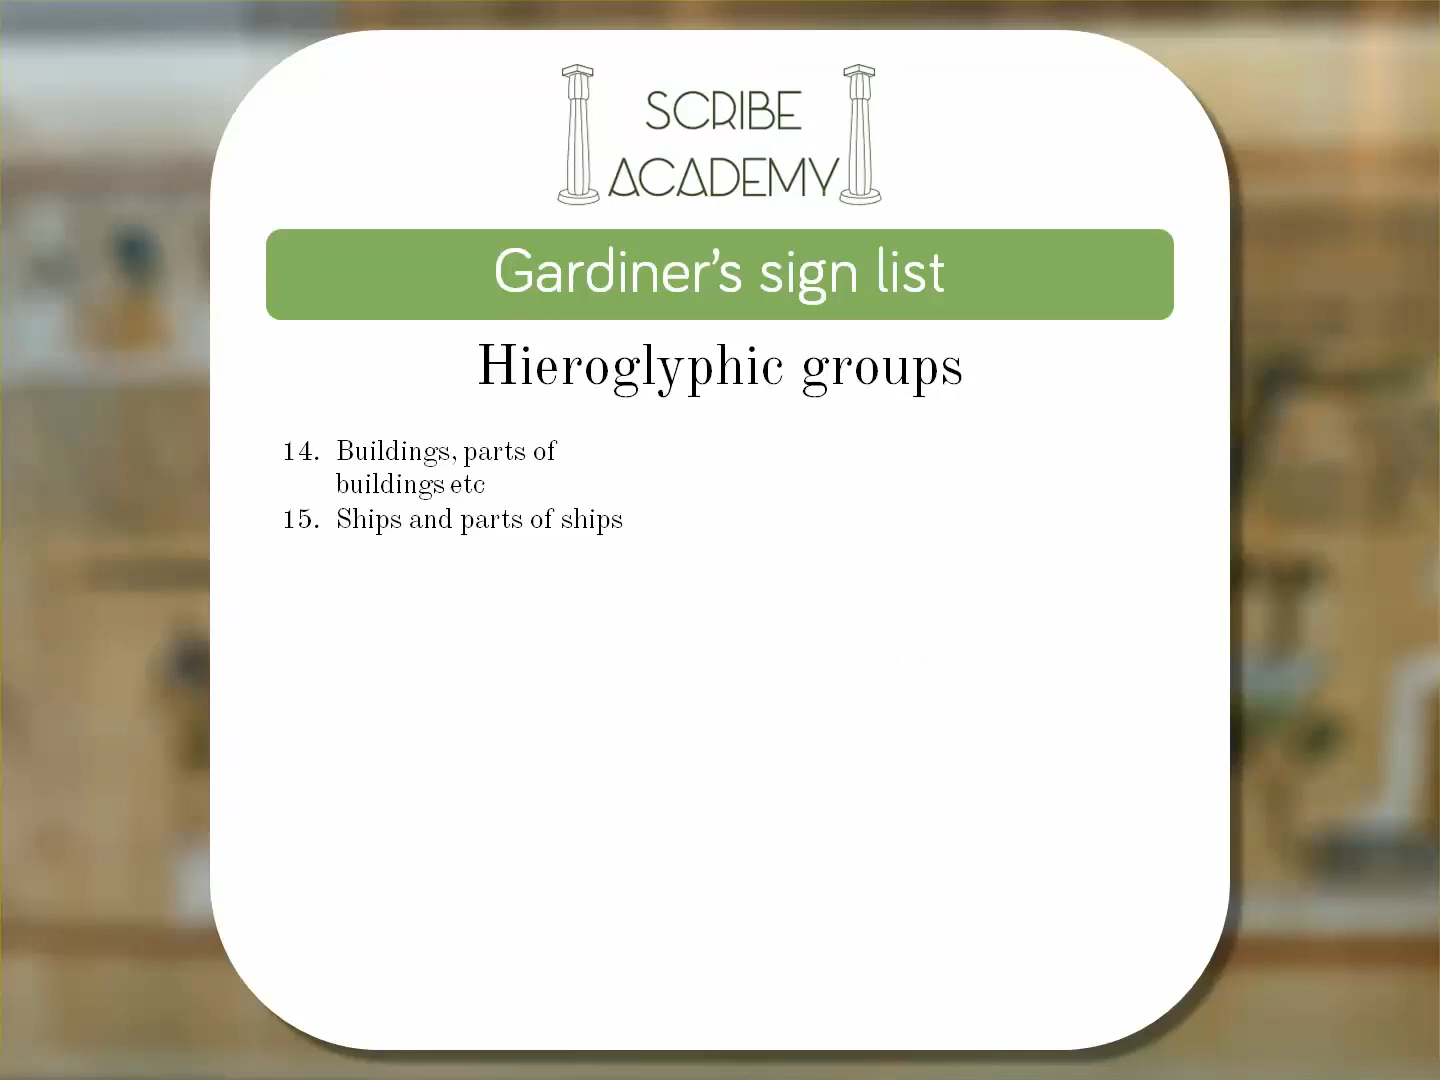 SCRIBE
ACADEMY
Gardiner’s sign list
Hieroglyphic groups
14. Buildings, parts of
buildings etc
15. Ships and parts of ships